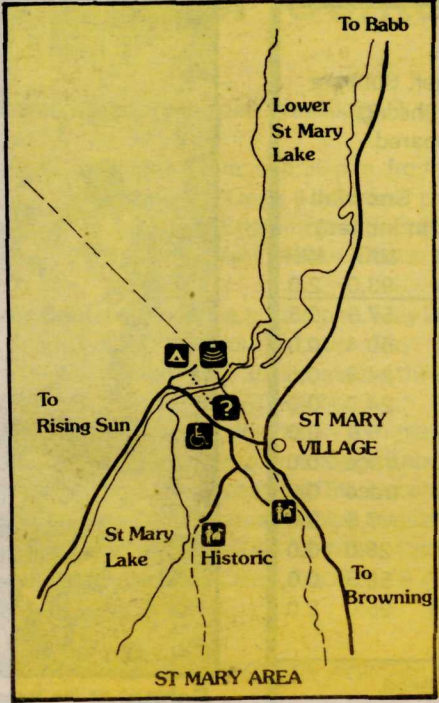 To Babb
Lower
St Mary
Lake
?
To
Rising Sun
ST MARY
VILLAGE
St Mary
Lake
Historic
To
Browning
ST MARY AREA